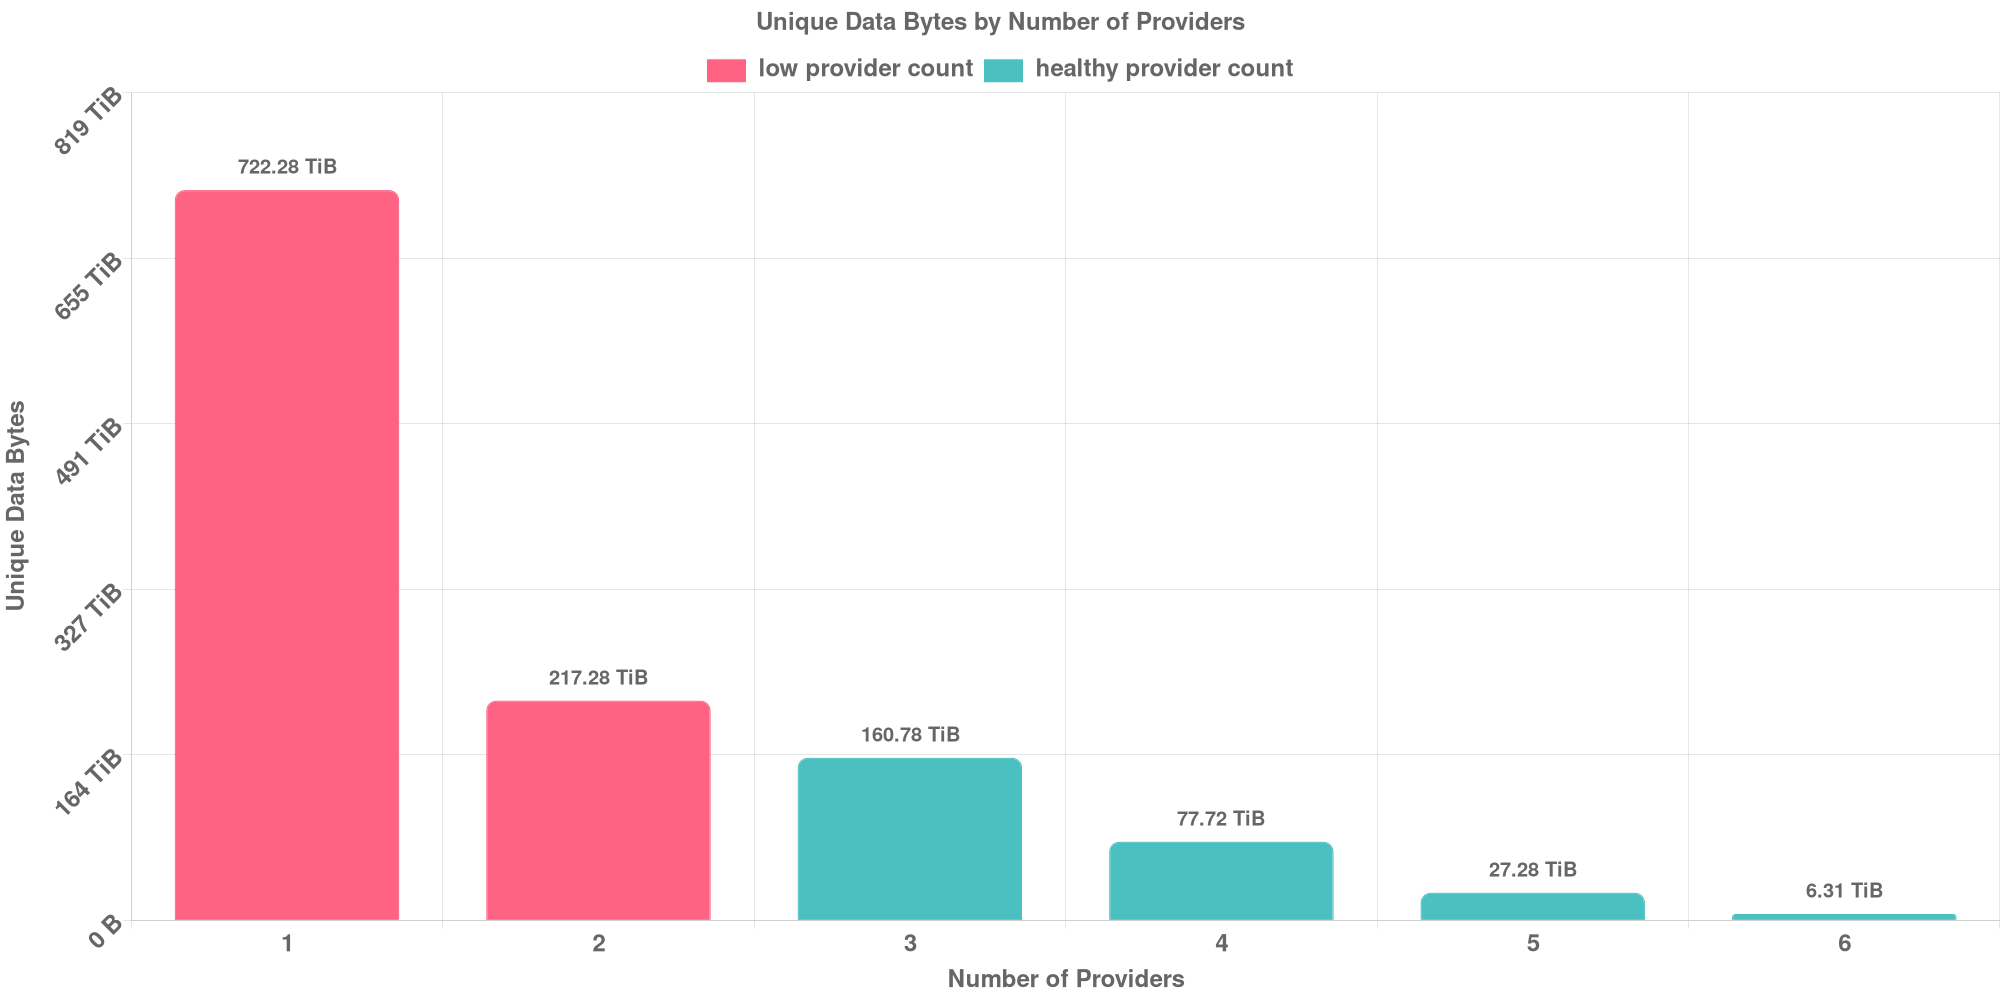 Unique Data Bytes by Number of Providers
low provider count healthy provider count
819 TiB
655 TiB
491 TiB
327 TiB
164 TiB
0 B
Unique Data Bytes
722.28 TiB
217.28 TiB
160.78 TiB
77.72 TiB
27.28 TiB
6.31 TiB
1 2 3 4 5 6
Number of Providers